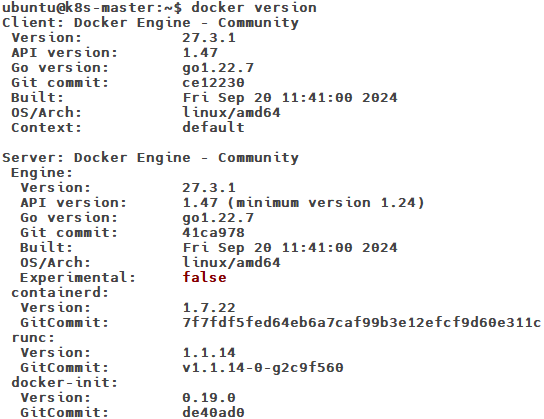 ubuntu@k8s-master:~$ docker version
Client: Docker Engine - Community
 Version:           27.3.1
 API version:       1.47
 Go version:        go1.22.7
 Git commit:        ce12230
 Built:             Fri Sep 20 11:41:00 2024
 OS/Arch:           linux/amd64
 Context:           default

Server: Docker Engine - Community
 Engine:
  Version:          27.3.1
  API version:      1.47 (minimum version 1.24)
  Go version:       go1.22.7
  Git commit:       41ca978
  Built:            Fri Sep 20 11:41:00 2024
  OS/Arch:          linux/amd64
  Experimental:     false
 containerd:
  Version:          1.7.22
  GitCommit:        7f7fdf5fed64eb6a7caf99b3e12efcf9d60e311c
 runc:
  Version:          1.1.14
  GitCommit:        v1.1.14-0-g2c9f560
 docker-init:
  Version:          0.19.0
  GitCommit:        de40ad0